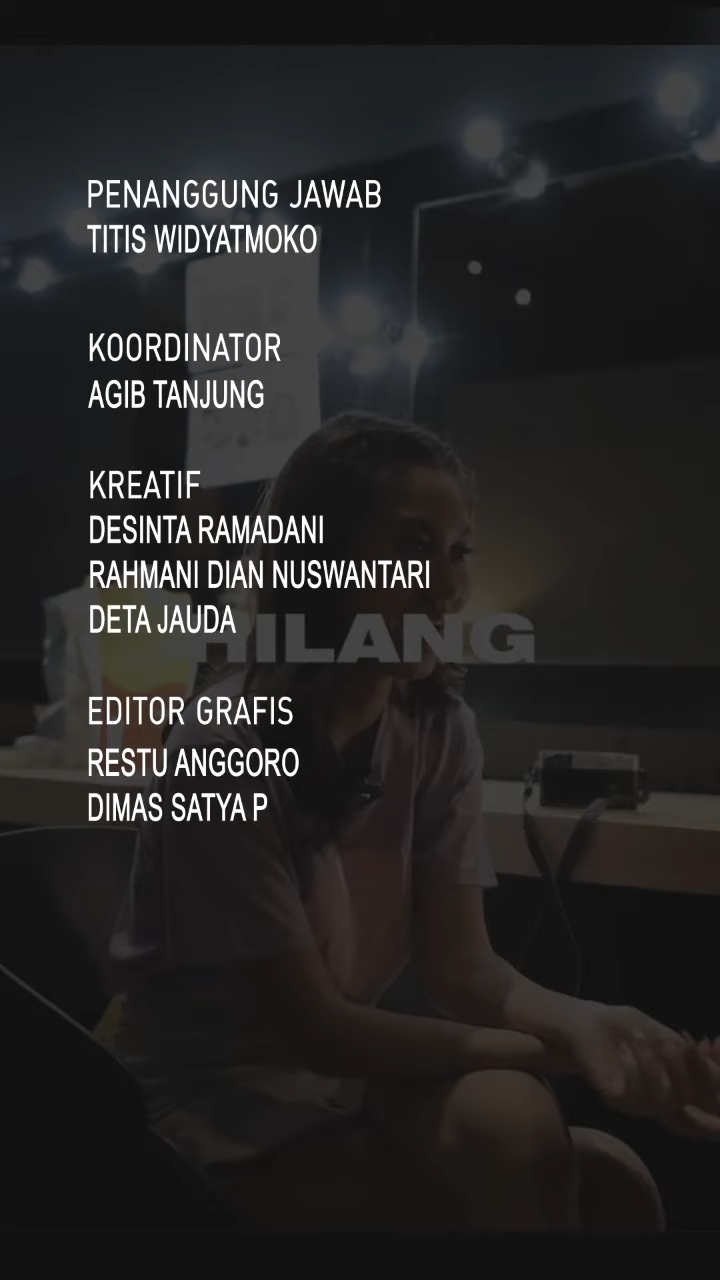 PENANGGUNG JAWAB
TITIS WIDYATMOKO
KOORDINATOR
AGIB TANJUNG
KREATIF
DESINTA RAMADANI
RAHMANI DIAN NUSWANTARI
DETA JAUDA
HILANG
EDITOR GRAFIS
RESTU ANGGORO
DIMAS SATYA P